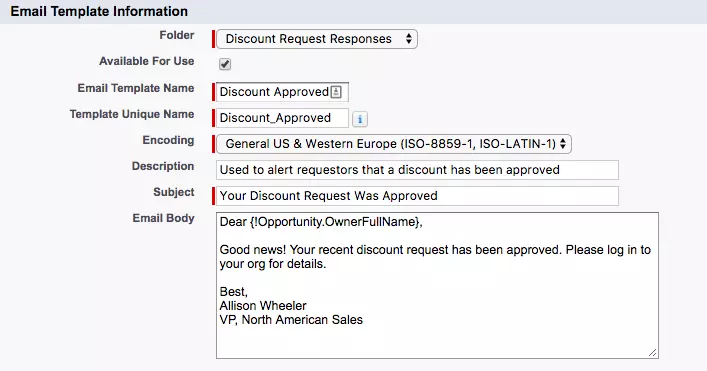 Email Template Information
Folder Discount Request Responses
Available For Use
Email Template Name Discount Approved
Template Unique Name Discount_Approved i
Encoding General US & Western Europe (ISO-8859-1, ISO-LATIN-1)
Description Used to alert requestors that a discount has been approved
Subject Your Discount Request Was Approved
Email Body Dear {!Opportunity.OwnerFullName},
Good news! Your recent discount request has been approved. Please log in to
your org for details.
Best,
Allison Wheeler
VP, North American Sales